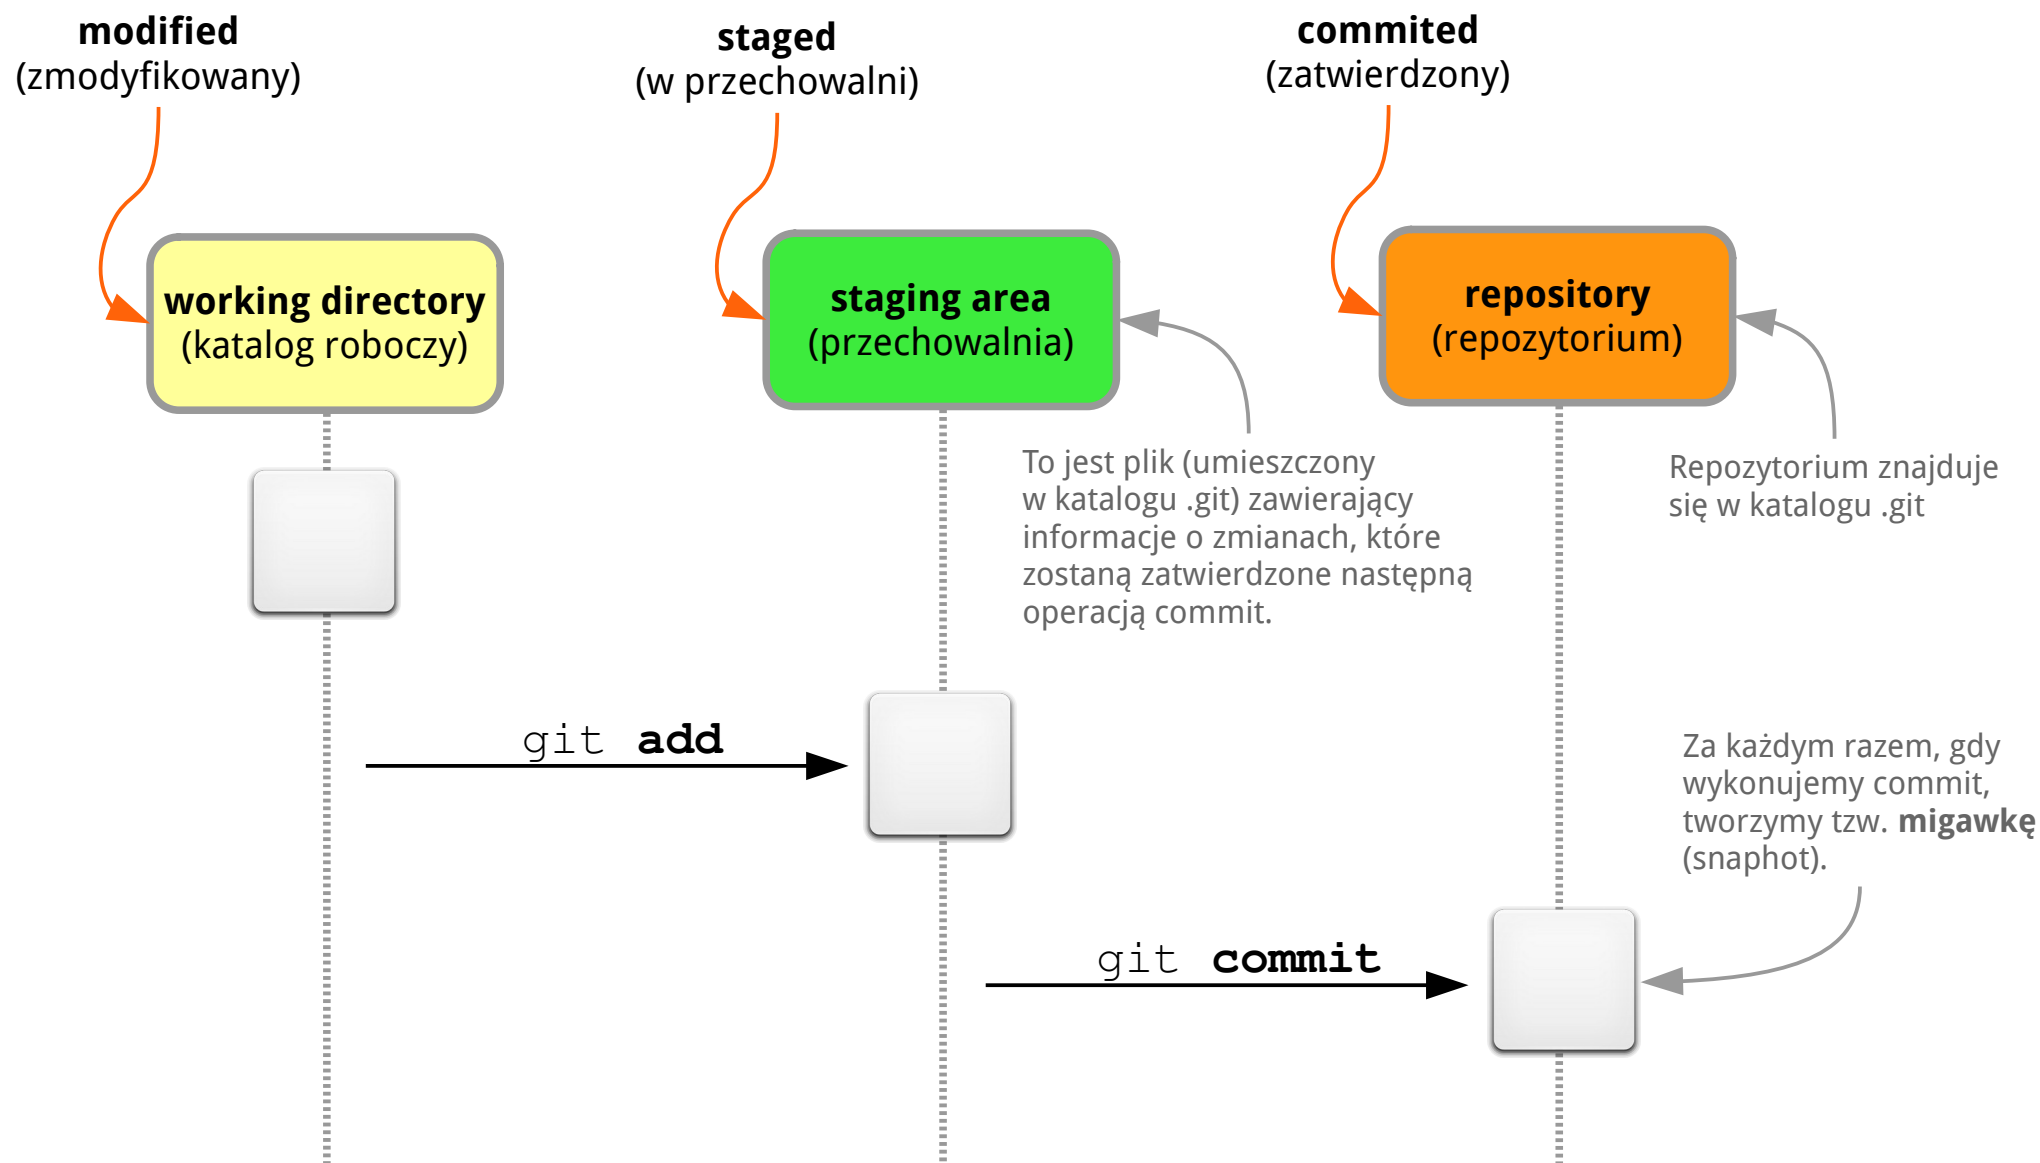 modified
(zmodyfikowany)
staged
(w przechowalni)
commited
(zatwierdzony)
working directory
(katalog roboczy)
staging area
(przechowalnia)
repository
(repozytorium)
To jest plik (umieszczony
w katalogu .git) zawierający
informacje o zmianach, które
zostaną zatwierdzone następną
operacją commit.
Repozytorium znajduje
się w katalogu .git
git add
Za każdym razem, gdy
wykonujemy commit,
tworzymy tzw. migawkę
(snaphot).
git commit